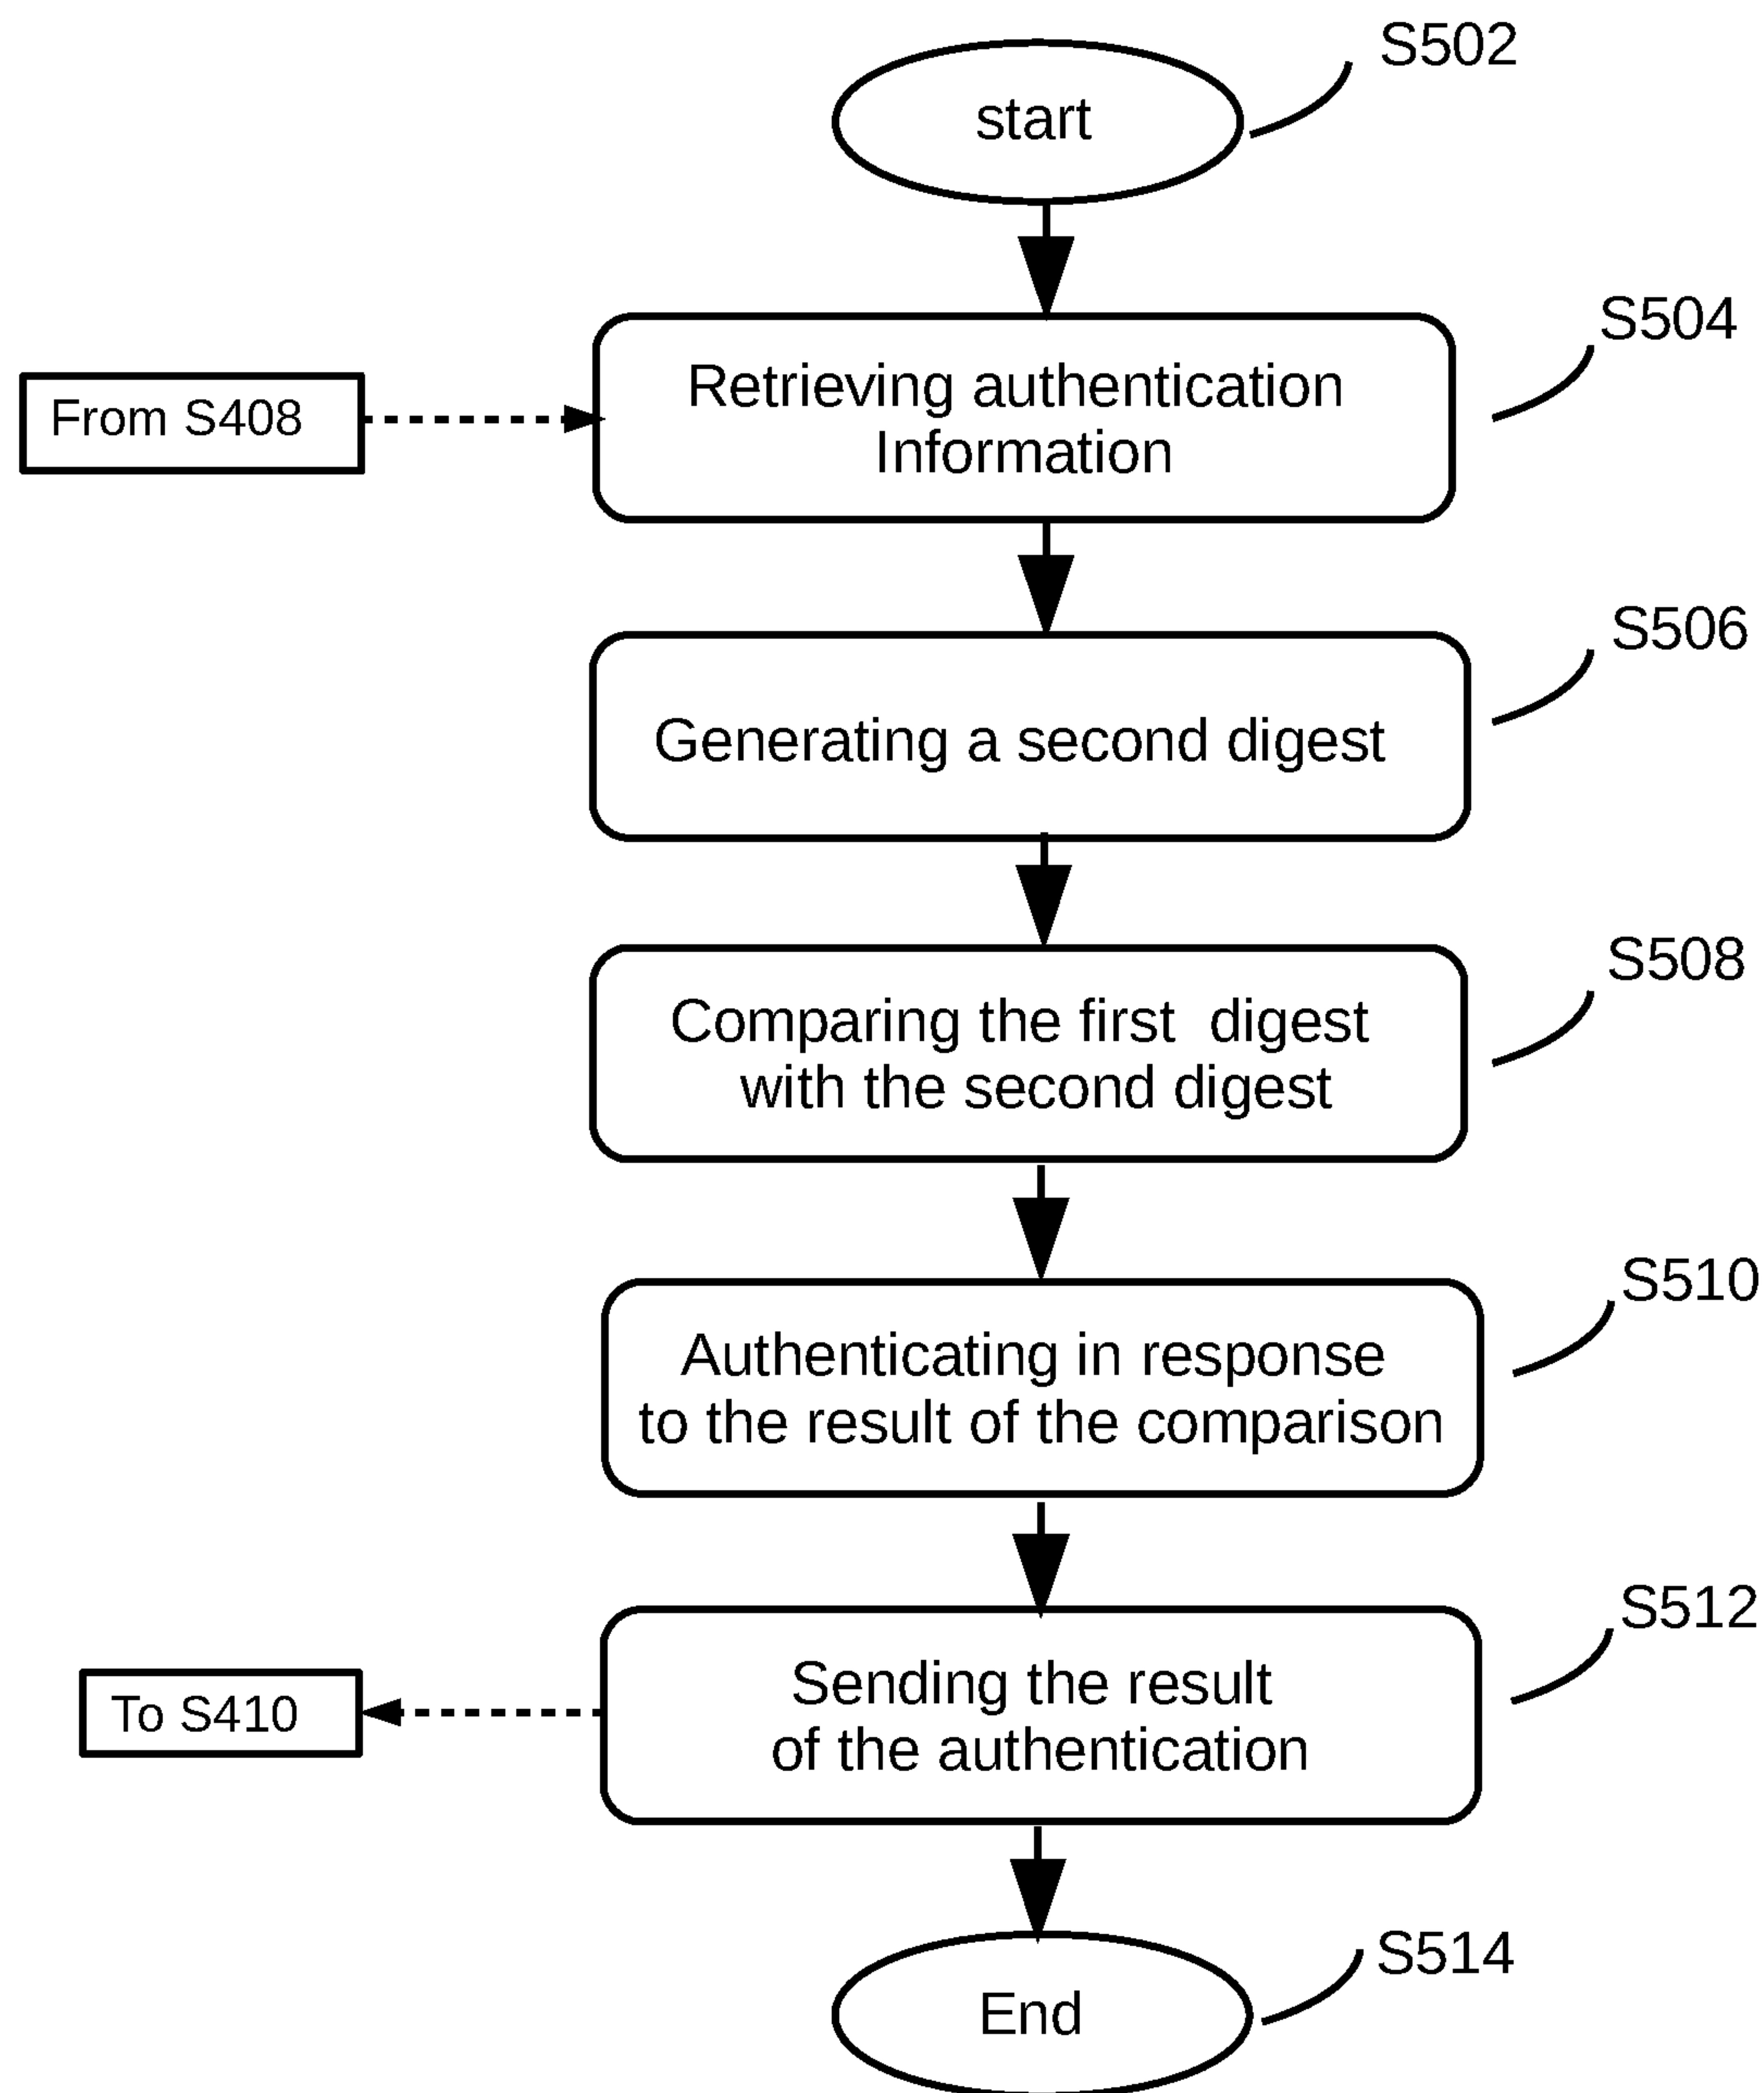 S502
start
S504
Retrieving authentication
Information
From S408
S506
Generating a second digest
S508
Comparing the first digest
with the second digest
S510
Authenticating in response
to the result of the comparison
S512
Sending the result
of the authentication
To S410
S514
End